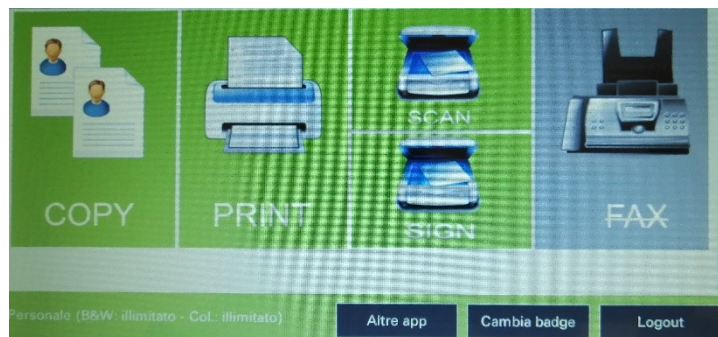 COPY
PRINT
SCAN
SIGN
FAX
Personale (B&W: illimitato - Col.: illimitato)
Altre app
Cambia badge
Logout